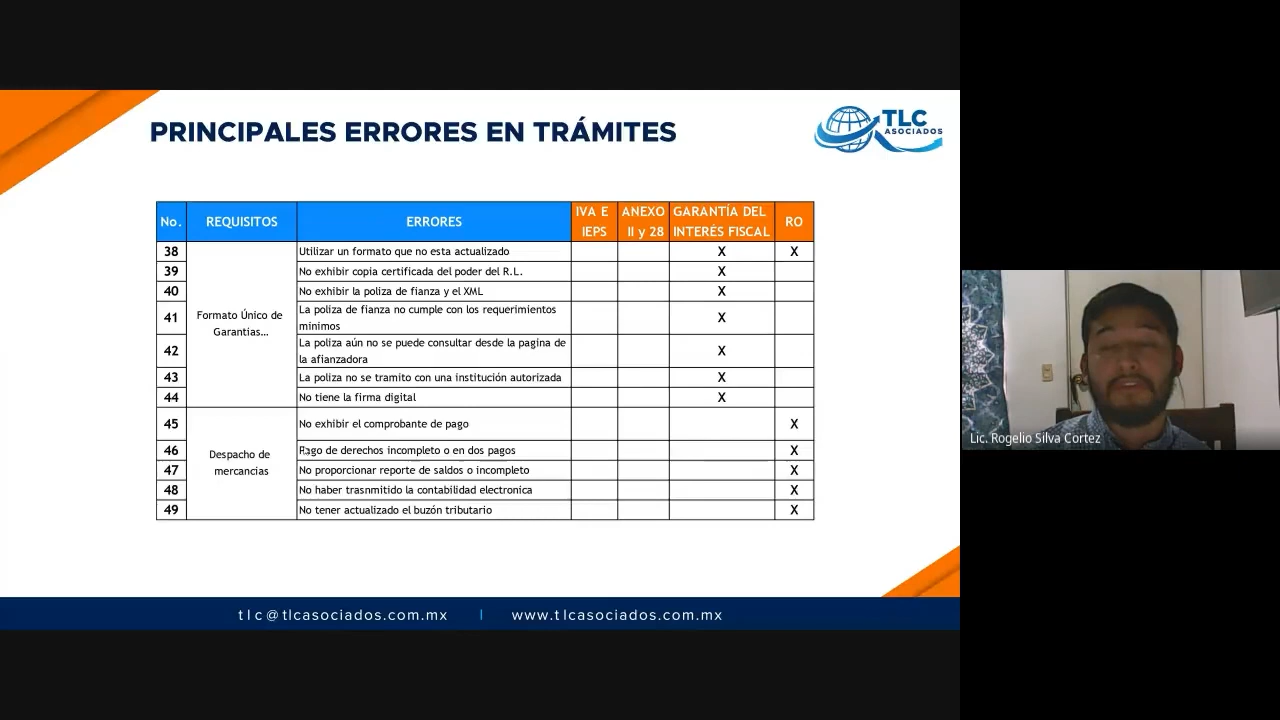 PRINCIPALES ERRORES EN TRÁMITES
TLC
ASOCIADOS
No. REQUISITOS ERRORES IVA E IEPS ANEXO II y 28 GARANTÍA DEL INTERÉS FISCAL RO
Formato Único de
Garantias...
38 Utilizar un formato que no esta actualizado X X
39 No exhibir copia certificada del poder del R.L. X
40 No exhibir la poliza de fianza y el XML X
41 La poliza de fianza no cumple con los requerimientos
minimos X
42 La poliza aún no se puede consultar desde la pagina de
la afianzadora X
43 La poliza no se tramito con una institución autorizada X
44 No tiene la firma digital X
Despacho de
mercancias
45 No exhibir el comprobante de pago X
46 Pago de derechos incompleto o en dos pagos X
47 No proporcionar reporte de saldos o incompleto X
48 No haber trasnmitido la contabilidad electronica X
49 No tener actualizado el buzón tributario X
tlc@tlcasociados.com.mx | www.tlcasociados.com.mx
Lic. Rogelio Silva Cortez